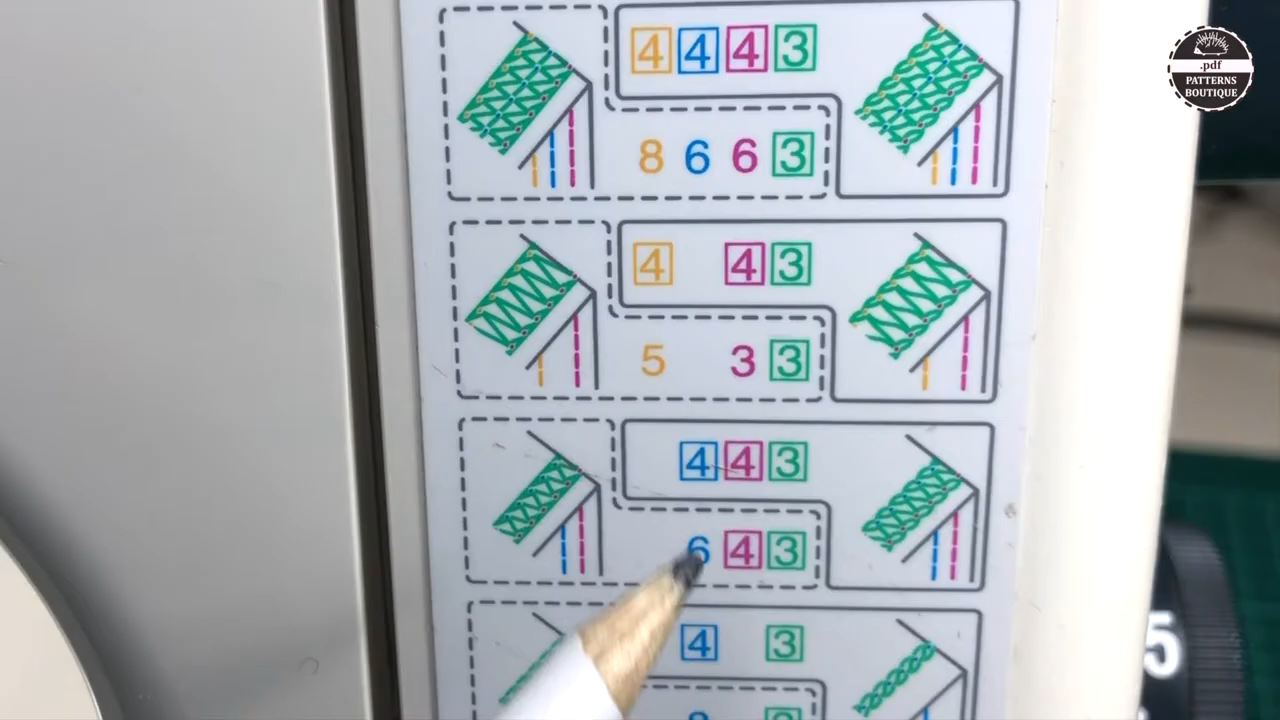 4 4 4 3
8 6 6 3
4 4 3
5 3 3
4 4 3
6 4 3
4 3
5
.pdf
PATTERNS
BOUTIQUE